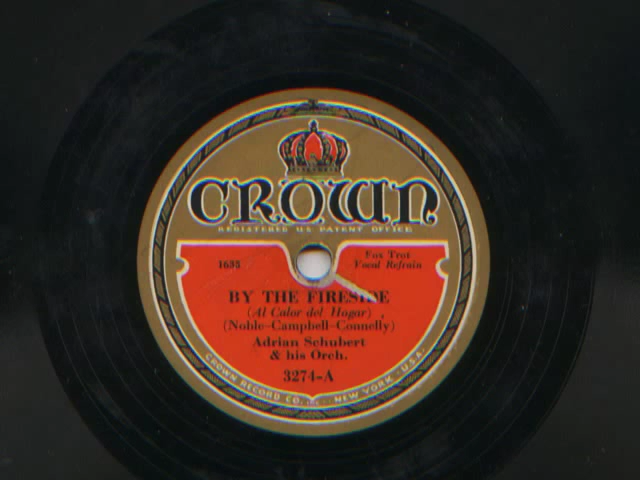 CROWN
REGISTERED U.S. PATENT OFFICE
1635
Fox Trot
Vocal Refrain
BY THE FIRESIDE
(Al Calor del Hogar)
(Noble-Campbell-Connelly)
Adrian Schubert
& his Orch.
3274-A
CROWN RECORD CO., INC., NEW YORK, U.S.A.